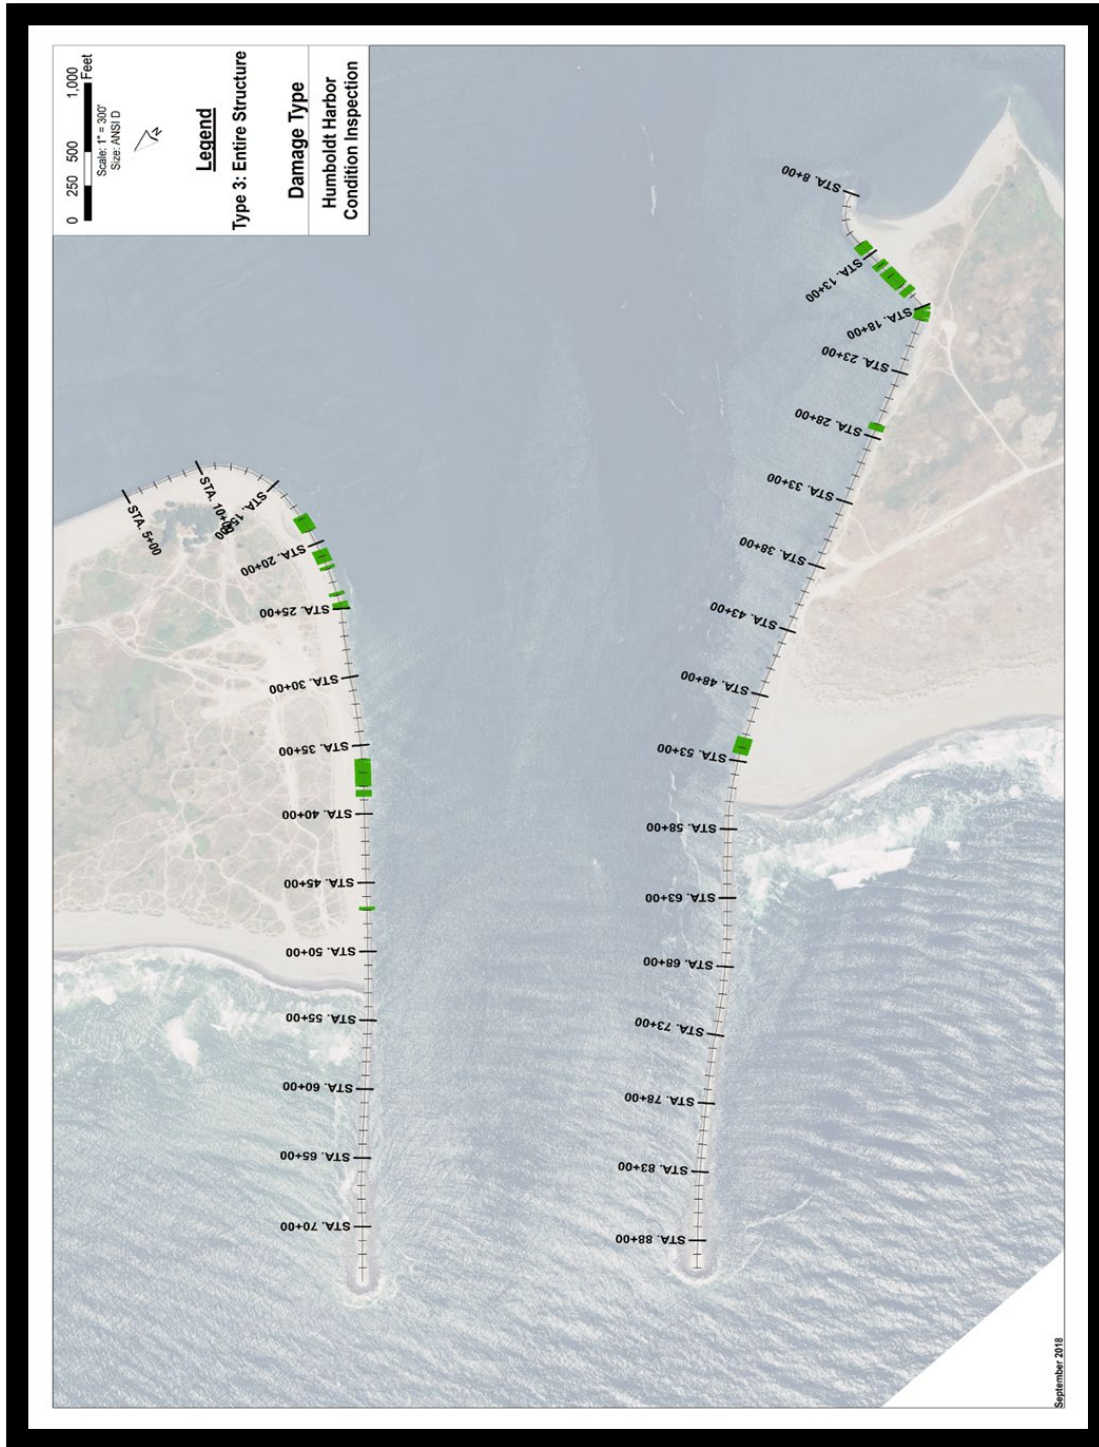 0 250 500 1,000
Feet
Scale: 1" = 300'
Size: ANSI D
N
Legend
Type 3: Entire Structure
Damage Type
Humboldt Harbor
Condition Inspection
STA. 5+00
STA. 10+00
STA. 15+00
STA. 20+00
STA. 25+00
STA. 30+00
STA. 35+00
STA. 40+00
STA. 45+00
STA. 50+00
STA. 55+00
STA. 60+00
STA. 65+00
STA. 70+00
STA. 8+00
STA. 13+00
STA. 18+00
STA. 23+00
STA. 28+00
STA. 33+00
STA. 38+00
STA. 43+00
STA. 48+00
STA. 53+00
STA. 58+00
STA. 63+00
STA. 68+00
STA. 73+00
STA. 78+00
STA. 83+00
STA. 88+00
September 2018